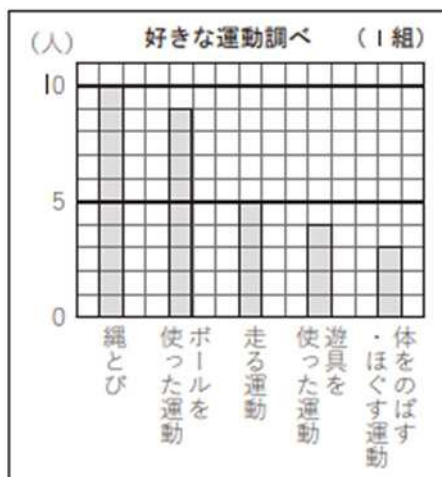 (人) 好きな運動調べ (1組)
10
5
0
縄とび
ボールを
使った運動
走る運動
遊具を
使った運動
体をのばす
・ほぐす運動